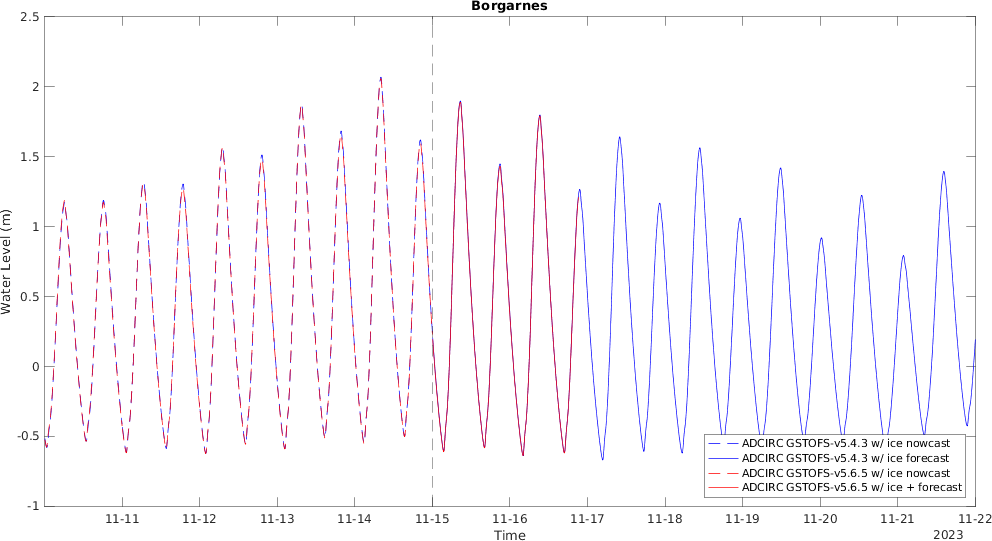 Borgarnes
2.5
2
1.5
1
0.5
0
-0.5
-1
Water Level (m)
ADCIRC GSTOFS-v5.4.3 w/ ice nowcast
ADCIRC GSTOFS-v5.4.3 w/ ice forecast
ADCIRC GSTOFS-v5.6.5 w/ ice nowcast
ADCIRC GSTOFS-v5.6.5 w/ ice + forecast
11-11 11-12 11-13 11-14 11-15 11-16 11-17 11-18 11-19 11-20 11-21 11-22
Time
2023